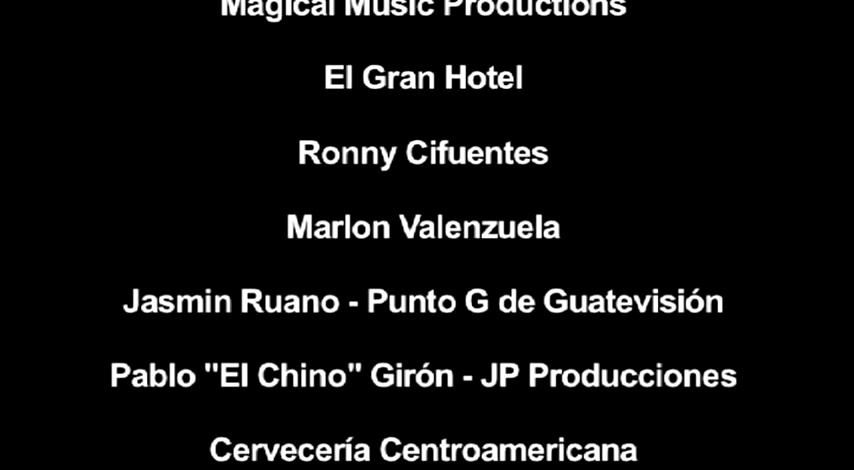 Magical Music Productions
El Gran Hotel
Ronny Cifuentes
Marlon Valenzuela
Jasmin Ruano - Punto G de Guatevisión
Pablo "El Chino" Girón - JP Producciones
Cervecería Centroamericana